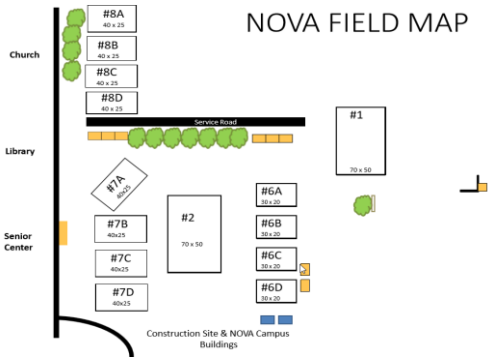 NOVA FIELD MAP
#8A
40 x 25
#8B
40 x 25
#8C
40 x 25
#8D
40 x 25
Church
Service Road
#1
70 x 50
Library
#7A
40x25
#7B
40x25
#7C
40x25
#7D
40x25
#2
70 x 50
#6A
30 x 20
#6B
30 x 20
#6C
30 x 20
#6D
30 x 20
Senior
Center
Construction Site & NOVA Campus
Buildings